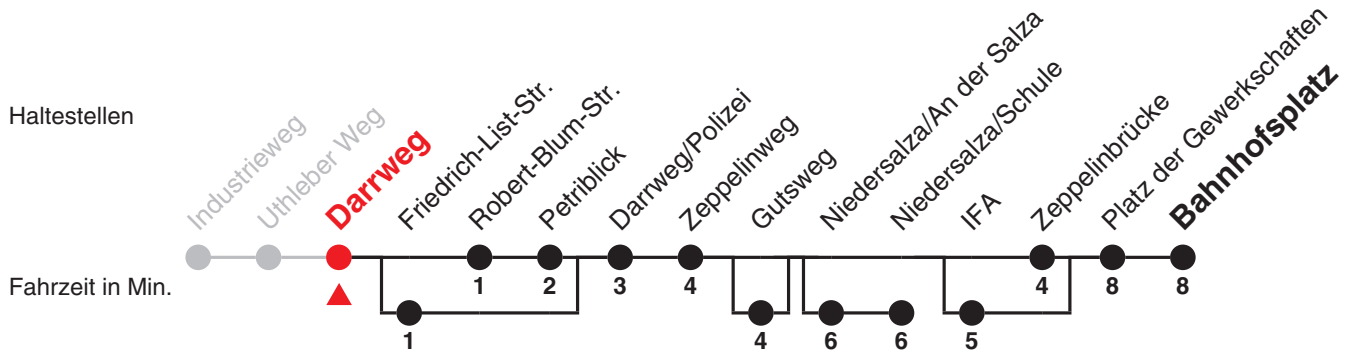 Haltestellen
Industrieweg
Uthleber Weg
Darrweg
Friedrich-List-Str.
Robert-Blum-Str.
Petriblick
Darrweg/Polizei
Zeppelinweg
Gutsweg
Niedersalza/An der Salza
Niedersalza/Schule
IFA
Zeppelinbrücke
Platz der Gewerkschaften
Bahnhofsplatz
Fahrzeit in Min.
1 2 3 4 4 8 8
1 4 6 6 5